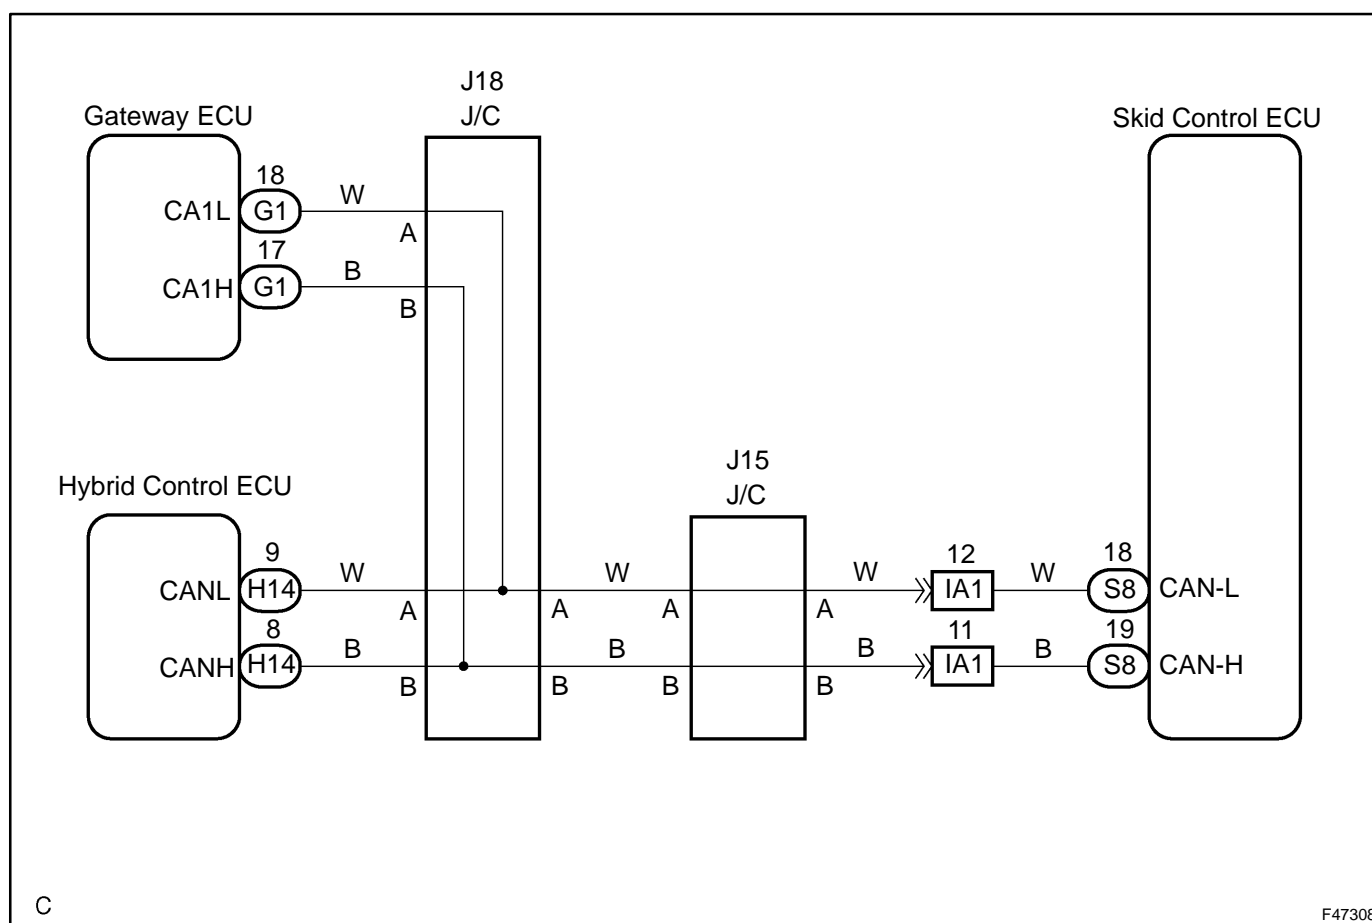 J18
J/C
Gateway ECU
Skid Control ECU
18
W
CA1L
G1
A
17
B
CA1H
G1
B
J15
J/C
Hybrid Control ECU
9
W
W
W
12
W
18
CANL
H14
IA1
S8
CAN-L
A
A
A
A
8
B
B
B
11
B
19
CANH
H14
IA1
S8
CAN-H
B
B
B
B
C
F47308